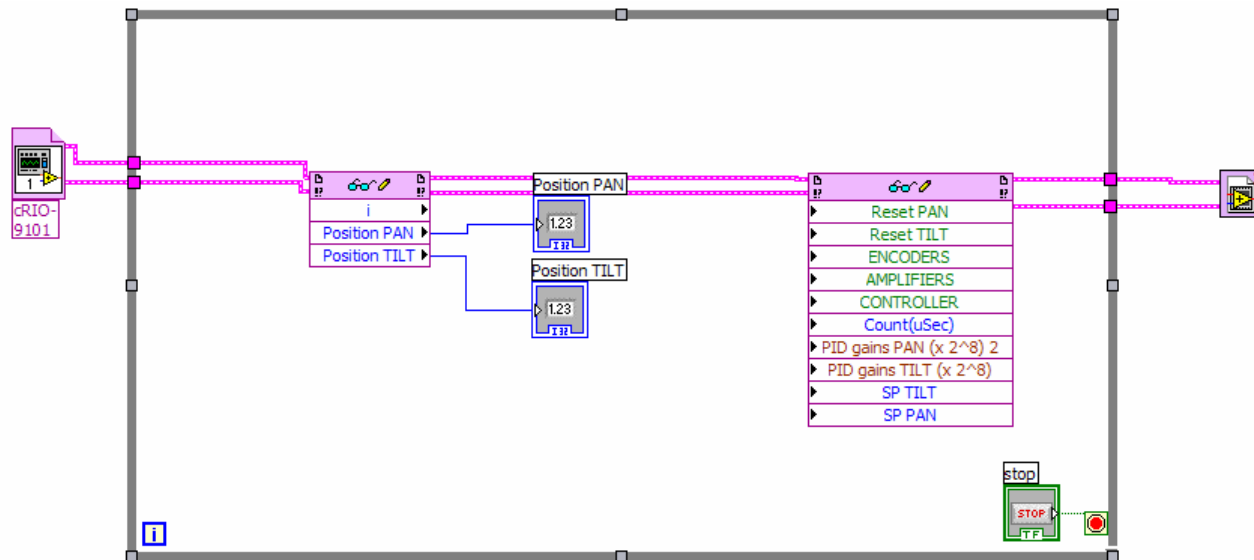 1
cRIO-
9101
i
Position PAN
Position TILT
Position PAN
1.23
I32
Position TILT
1.23
I32
Reset PAN
Reset TILT
ENCODERS
AMPLIFIERS
CONTROLLER
Count(uSec)
PID gains PAN (x 2^8) 2
PID gains TILT (x 2^8)
SP TILT
SP PAN
stop
STOP
TF
i